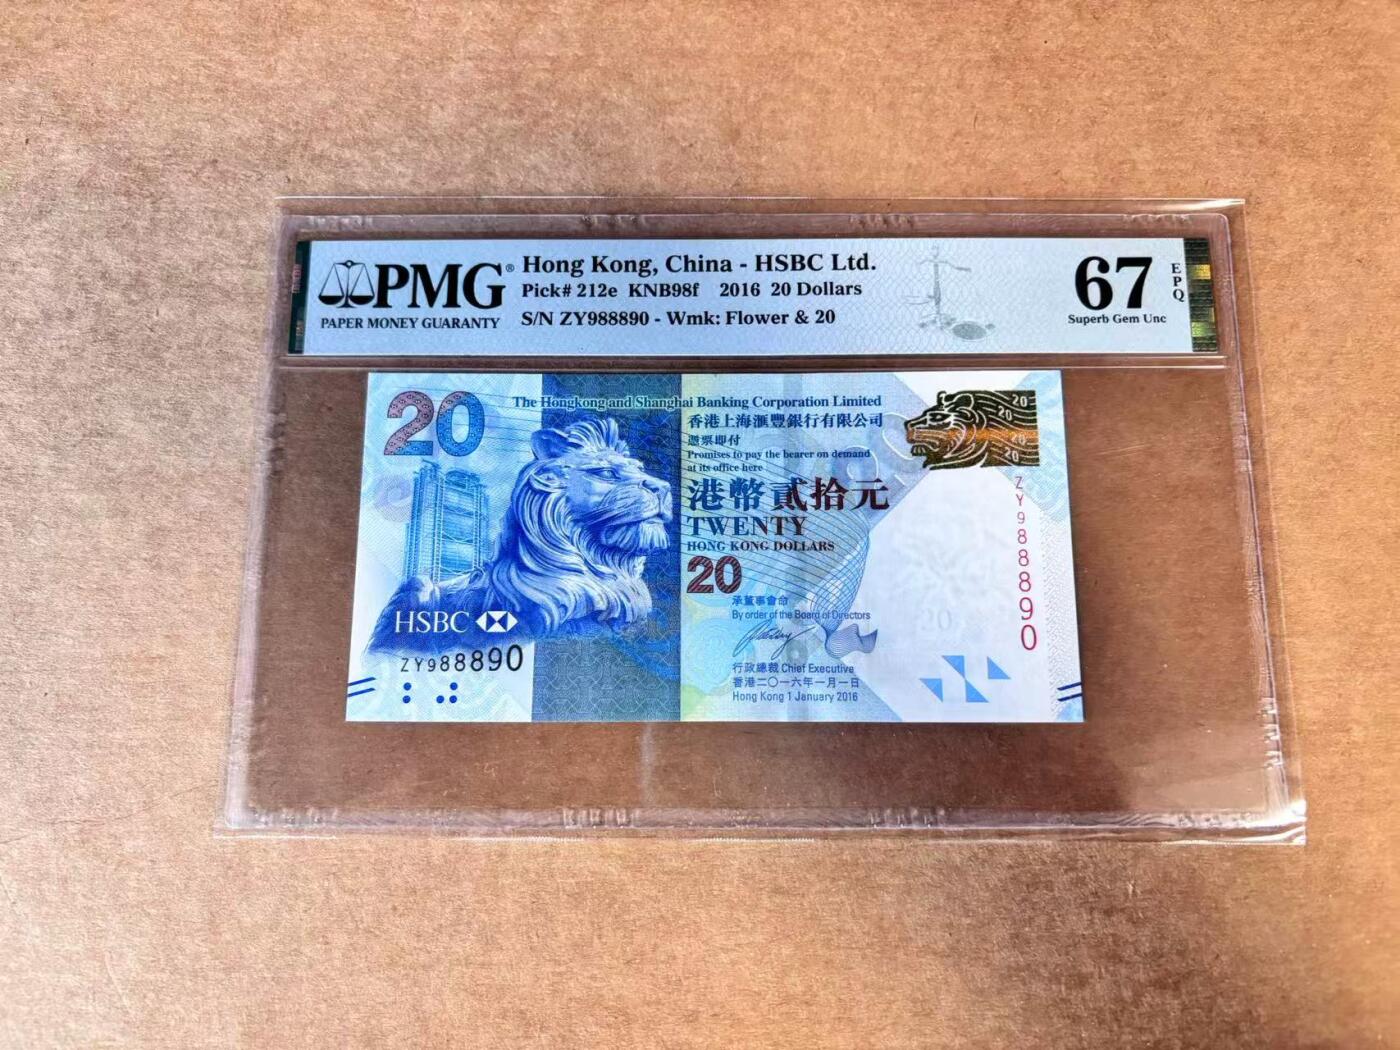 PMG®
PAPER MONEY GUARANTY
Hong Kong, China - HSBC Ltd.
Pick# 212e KNB98f 2016 20 Dollars
S/N ZY988890 - Wmk: Flower & 20
67
EPQ
Superb Gem Unc
20
The Hongkong and Shanghai Banking Corporation Limited
香港上海滙豐銀行有限公司
憑票即付
Promises to pay the bearer on demand
at its office here
港幣貳拾元
TWENTY
HONG KONG DOLLARS
20
承董事會命
By order of the Board of Directors
行政總裁 Chief Executive
香港二〇一六年一月一日
Hong Kong 1 January 2016
HSBC
ZY988890
20
20
20
20
ZY988890
20